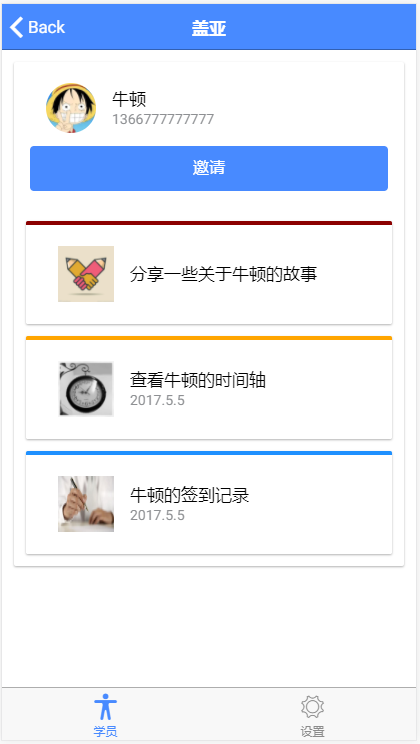 Back
盖亚
牛顿
1366777777777
邀请
分享一些关于牛顿的故事
查看牛顿的时间轴
2017.5.5
牛顿的签到记录
2017.5.5
学员
设置